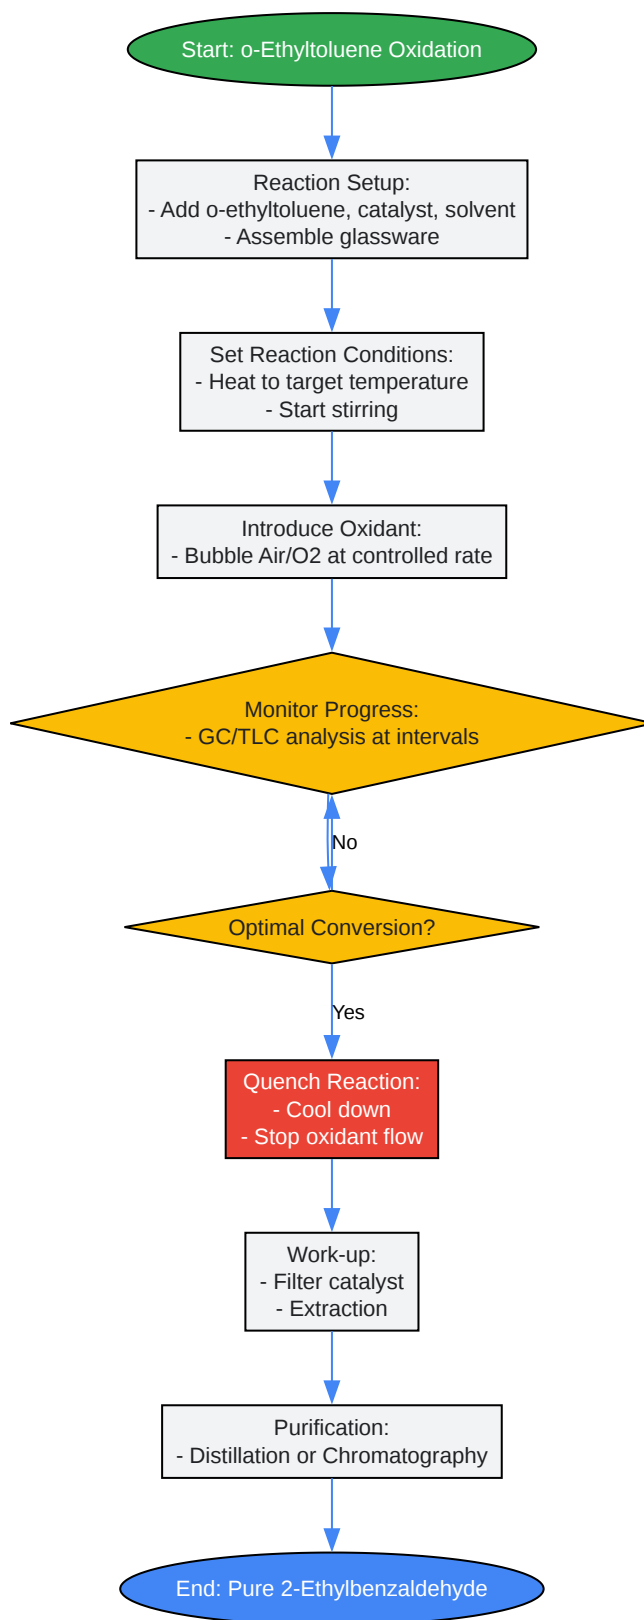 Start: o-Ethyltoluene Oxidation
Reaction Setup:
- Add o-ethyltoluene, catalyst, solvent
- Assemble glassware
Set Reaction Conditions:
- Heat to target temperature
- Start stirring
Introduce Oxidant:
- Bubble Air/O2 at controlled rate
Monitor Progress:
- GC/TLC analysis at intervals
No
Optimal Conversion?
Yes
Quench Reaction:
- Cool down
- Stop oxidant flow
Work-up:
- Filter catalyst
- Extraction
Purification:
- Distillation or Chromatography
End: Pure 2-Ethylbenzaldehyde